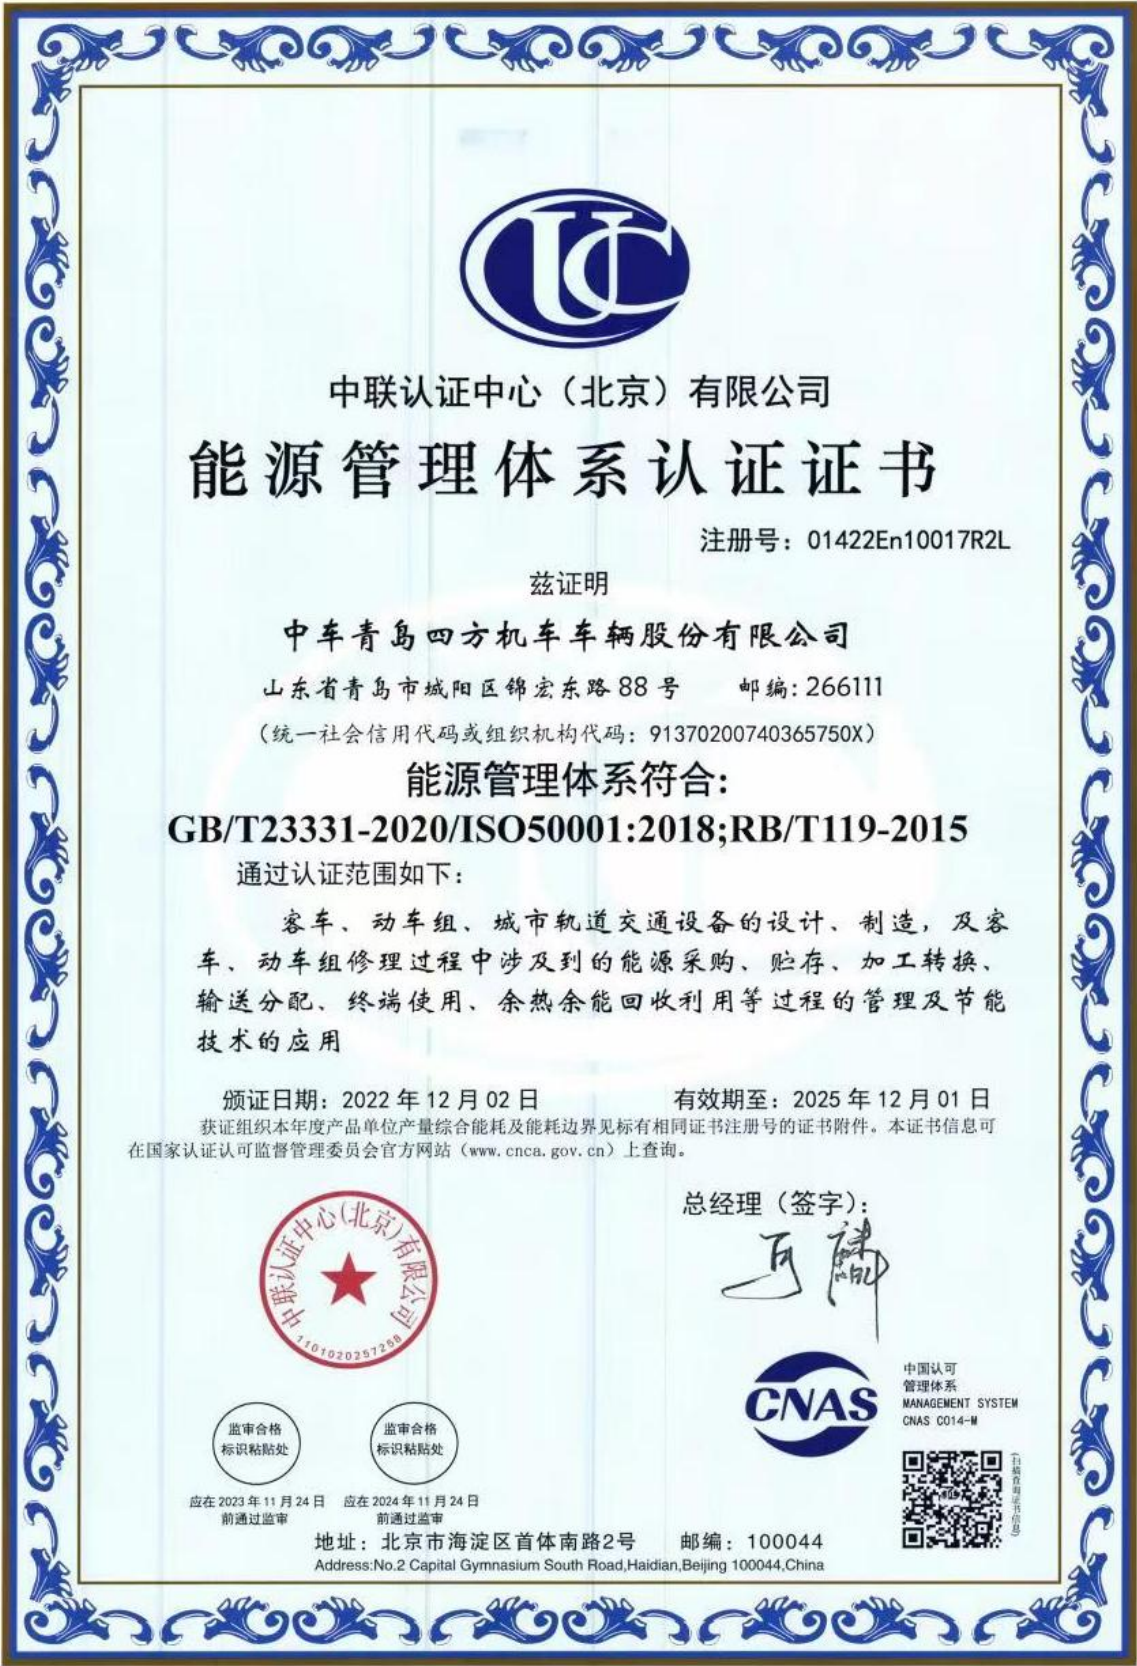 UC
中联认证中心（北京）有限公司
能源管理体系认证证书
注册号：01422En10017R2L
兹证明
中车青岛四方机车车辆股份有限公司
山东省青岛市城阳区锦宏东路88号 邮编:266111
（统一社会信用代码或组织机构代码：91370200740365750X）
能源管理体系符合:
GB/T23331-2020/ISO50001:2018;RB/T119-2015
通过认证范围如下：
客车、动车组、城市轨道交通设备的设计、制造，及客
车、动车组修理过程中涉及到的能源采购、贮存、加工转换、
输送分配、终端使用、余热余能回收利用等过程的管理及节能
技术的应用
颁证日期：2022年12月02日 有效期至：2025年12月01日
获证组织本年度产品单位产量综合能耗及能耗边界见标有相同证书注册号的证书附件。本证书信息可
在国家认证认可监督管理委员会官方网站（www.cnca.gov.cn）上查询。
总经理（签字）：
中联认证中心(北京)有限公司
1101020257258
CNAS
中国认可
管理体系
MANAGEMENT SYSTEM
CNAS C014-M
(扫描查询证书信息)
监审合格
标识粘贴处
监审合格
标识粘贴处
应在2023年11月24日
前通过监审
应在2024年11月24日
前通过监审
地址：北京市海淀区首体南路2号 邮编：100044
Address:No.2 Capital Gymnasium South Road,Haidian,Beijing 100044,China